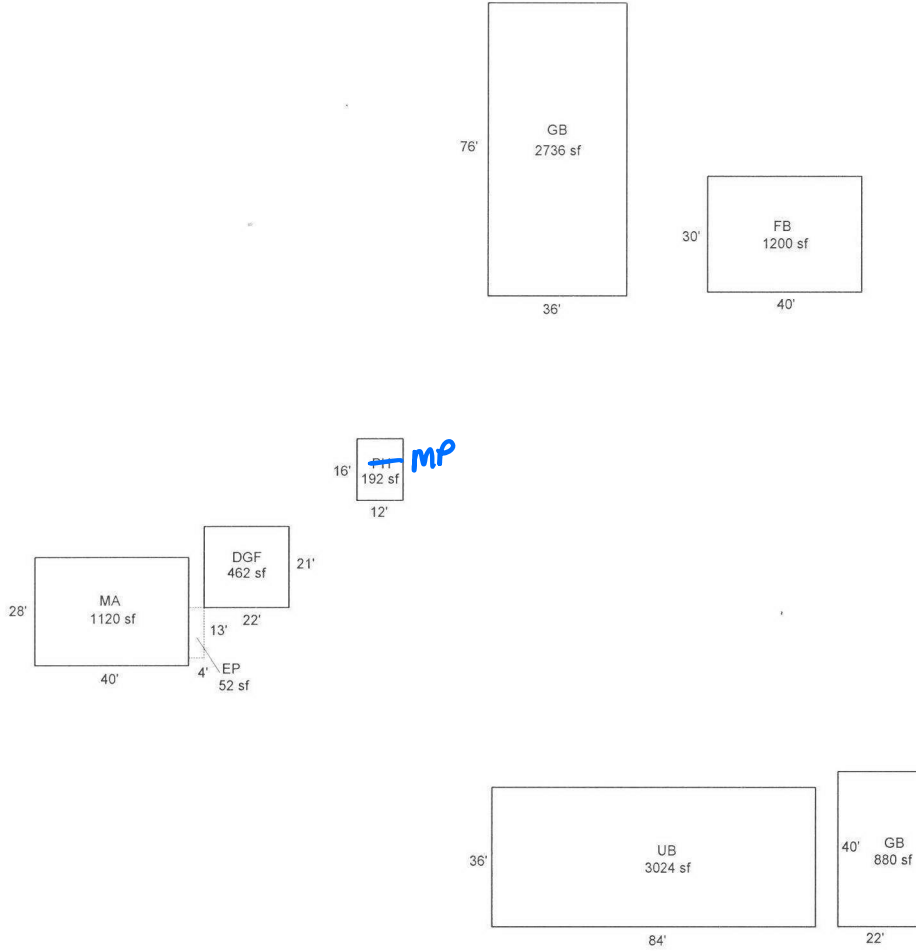 GB
2736 sf
76'
36'
FB
1200 sf
30'
40'
MP
16'
192 sf
12'
DGF
462 sf
21'
22'
MA
1120 sf
28'
40'
13'
4'
EP
52 sf
UB
3024 sf
36'
84'
40'
GB
880 sf
22'